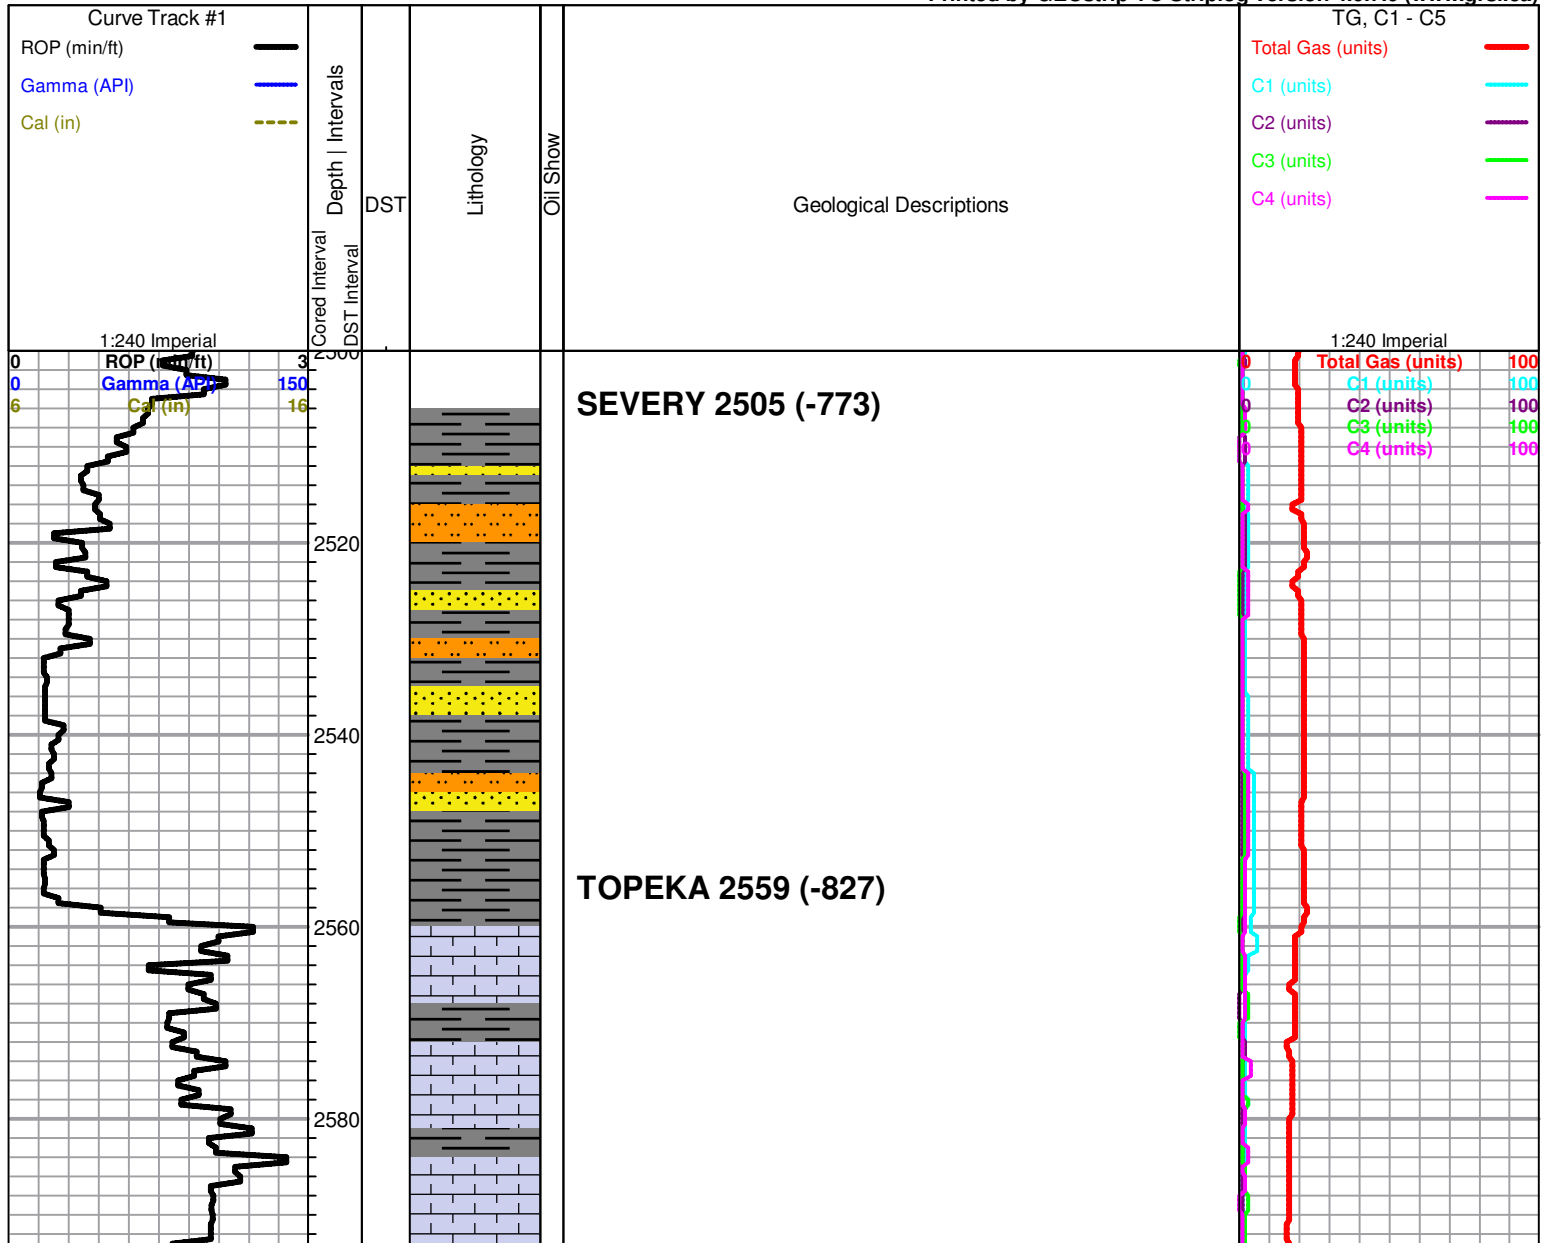 Curve Track #1
ROP (min/ft)
Gamma (API)
Cal (in)
1:240 Imperial
Depth | Intervals
Cored Interval
DST Interval
DST
Lithology
Oil Show
Geological Descriptions
TG, C1 - C5
Total Gas (units)
C1 (units)
C2 (units)
C3 (units)
C4 (units)
1:240 Imperial
0 ROP (min/ft) 3
0 Gamma (API) 150
6 Cal (in) 16
2500
0 Total Gas (units) 100
0 C1 (units) 100
0 C2 (units) 100
0 C3 (units) 100
0 C4 (units) 100
SEVERY 2505 (-773)
2520
2540
TOPEKA 2559 (-827)
2560
2580